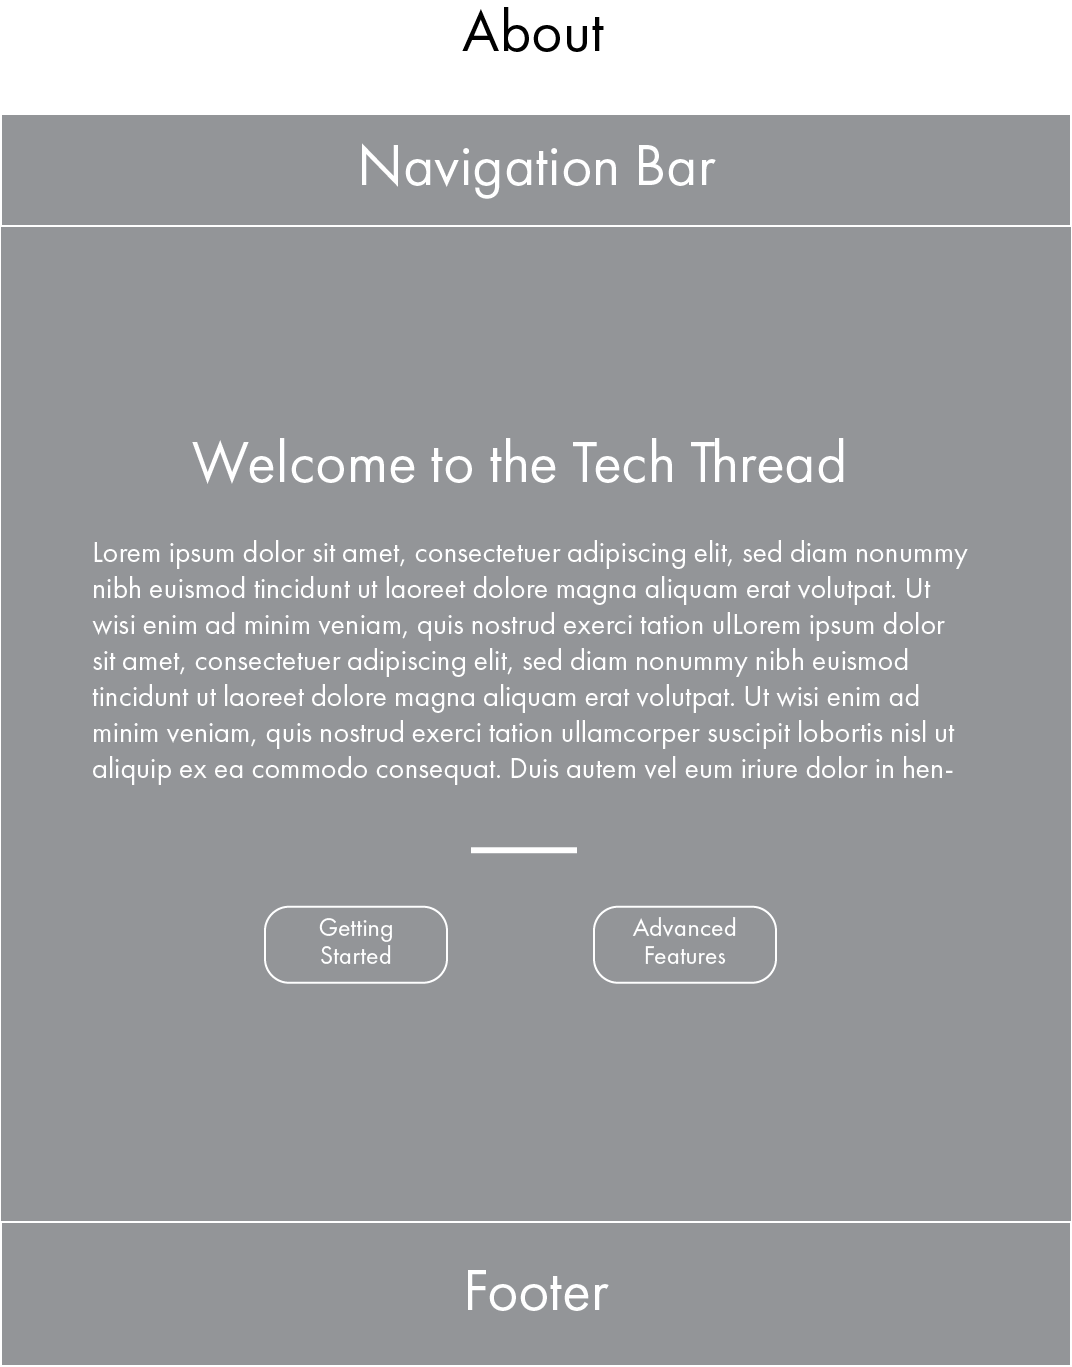 About
Navigation Bar
Welcome to the Tech Thread
Lorem ipsum dolor sit amet, consectetuer adipiscing elit, sed diam nonummy
nibh euismod tincidunt ut laoreet dolore magna aliquam erat volutpat. Ut
wisi enim ad minim veniam, quis nostrud exerci tation ulLorem ipsum dolor
sit amet, consectetuer adipiscing elit, sed diam nonummy nibh euismod
tincidunt ut laoreet dolore magna aliquam erat volutpat. Ut wisi enim ad
minim veniam, quis nostrud exerci tation ullamcorper suscipit lobortis nisl ut
aliquip ex ea commodo consequat. Duis autem vel eum iriure dolor in hen-
Getting
Started
Advanced
Features
Footer